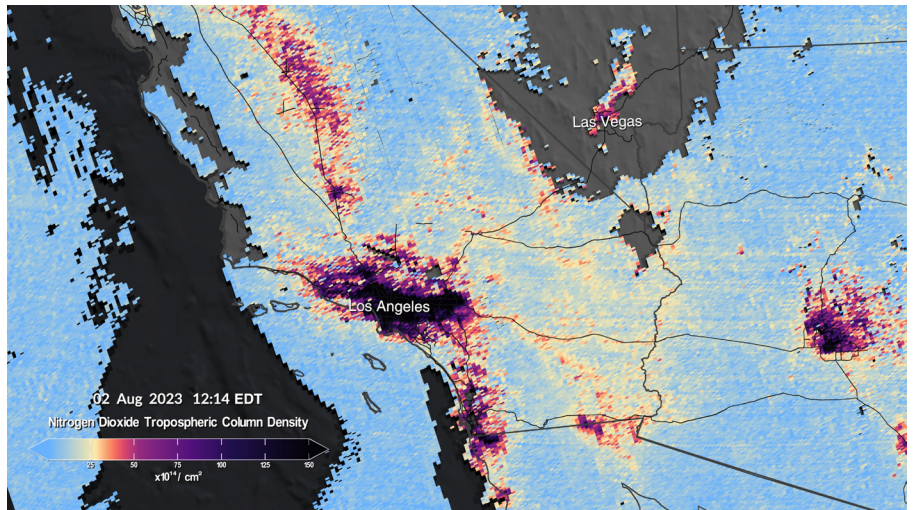 Las Vegas
Los Angeles
02 Aug 2023 12:14 EDT
Nitrogen Dioxide Tropospheric Column Density
25 50 75 100 125 150
x10¹⁴/ cm²